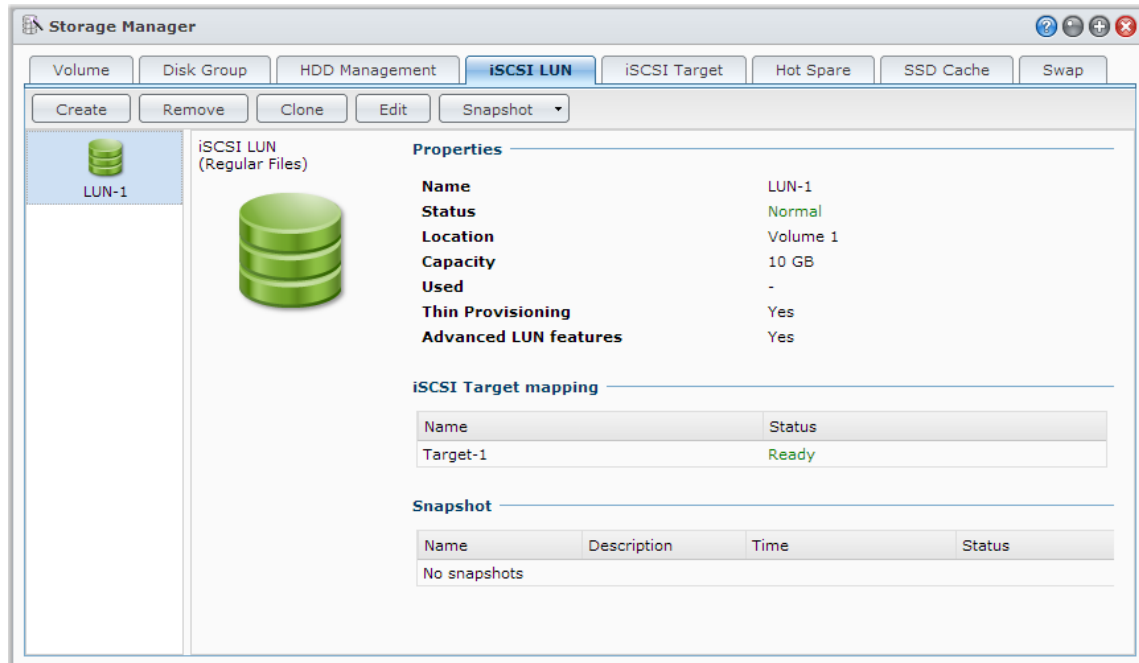 Storage Manager
Volume Disk Group HDD Management iSCSI LUN iSCSI Target Hot Spare SSD Cache Swap
Create Remove Clone Edit Snapshot
LUN-1
iSCSI LUN
(Regular Files)
Properties
Name LUN-1
Status Normal
Location Volume 1
Capacity 10 GB
Used -
Thin Provisioning Yes
Advanced LUN features Yes
iSCSI Target mapping
Name Status
Target-1 Ready
Snapshot
Name Description Time Status
No snapshots